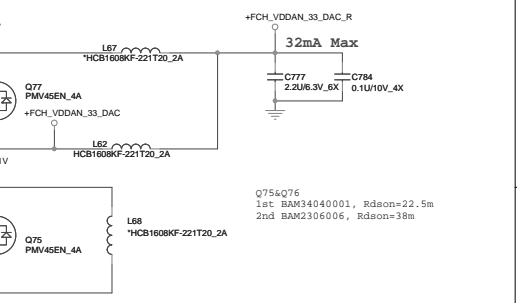 +FCH_VDDAN_33_DAC_R
L67
*HCB1608KF-221T20_2A
32mA Max
C777
2.2U/6.3V_6X
C784
0.1U/10V_4X
Q77
PMV45EN_4A
+FCH_VDDAN_33_DAC
L62
HCB1608KF-221T20_2A
1V
Q75&Q76
1st BAM34040001, Rdson=22.5m
2nd BAM2306006, Rdson=38m
L68
*HCB1608KF-221T20_2A
Q75
PMV45EN_4A